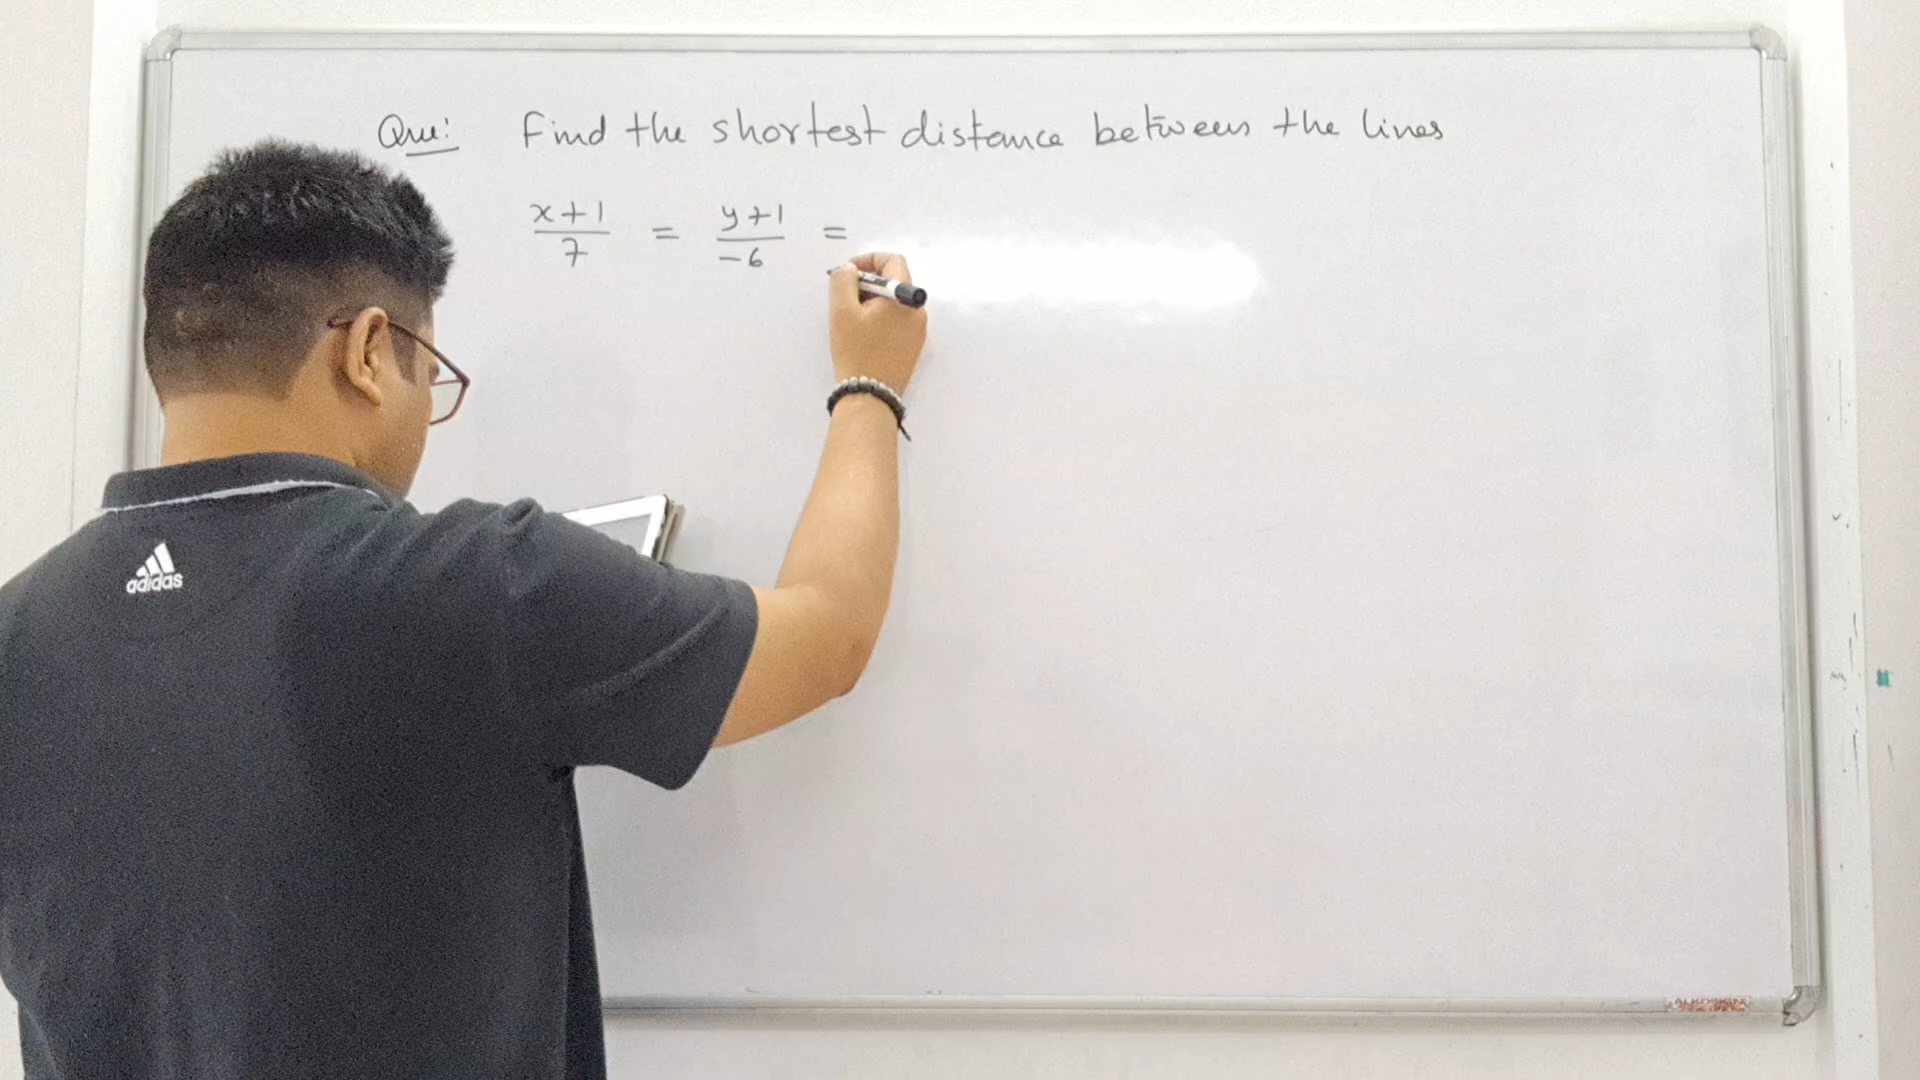 Que: Find the shortest distance between the lines
x+1/7 = y+1/-6 =
adidas